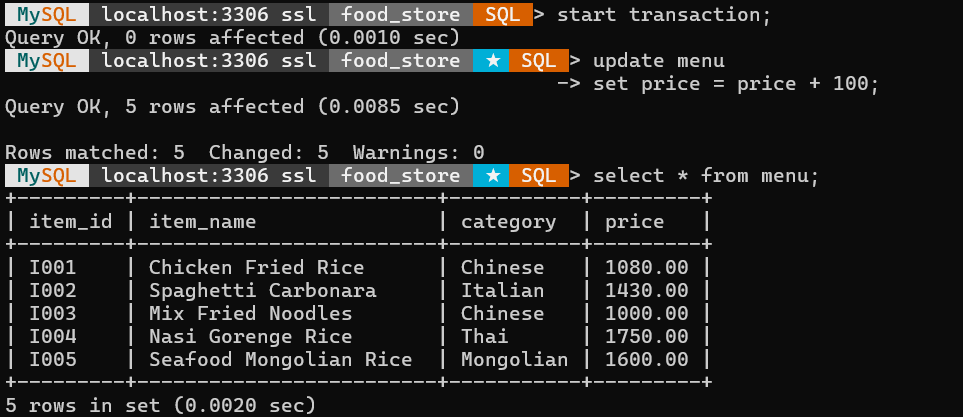 MySQL localhost:3306 ssl food_store SQL > start transaction;
Query OK, 0 rows affected (0.0010 sec)
MySQL localhost:3306 ssl food_store ★ SQL > update menu
-> set price = price + 100;
Query OK, 5 rows affected (0.0085 sec)

Rows matched: 5  Changed: 5  Warnings: 0
MySQL localhost:3306 ssl food_store ★ SQL > select * from menu;
+---------+--------------------------+-----------+---------+
| item_id | item_name                | category  | price   |
+---------+--------------------------+-----------+---------+
| I001    | Chicken Fried Rice       | Chinese   | 1080.00 |
| I002    | Spaghetti Carbonara      | Italian   | 1430.00 |
| I003    | Mix Fried Noodles        | Chinese   | 1000.00 |
| I004    | Nasi Gorenge Rice        | Thai      | 1750.00 |
| I005    | Seafood Mongolian Rice   | Mongolian | 1600.00 |
+---------+--------------------------+-----------+---------+
5 rows in set (0.0020 sec)